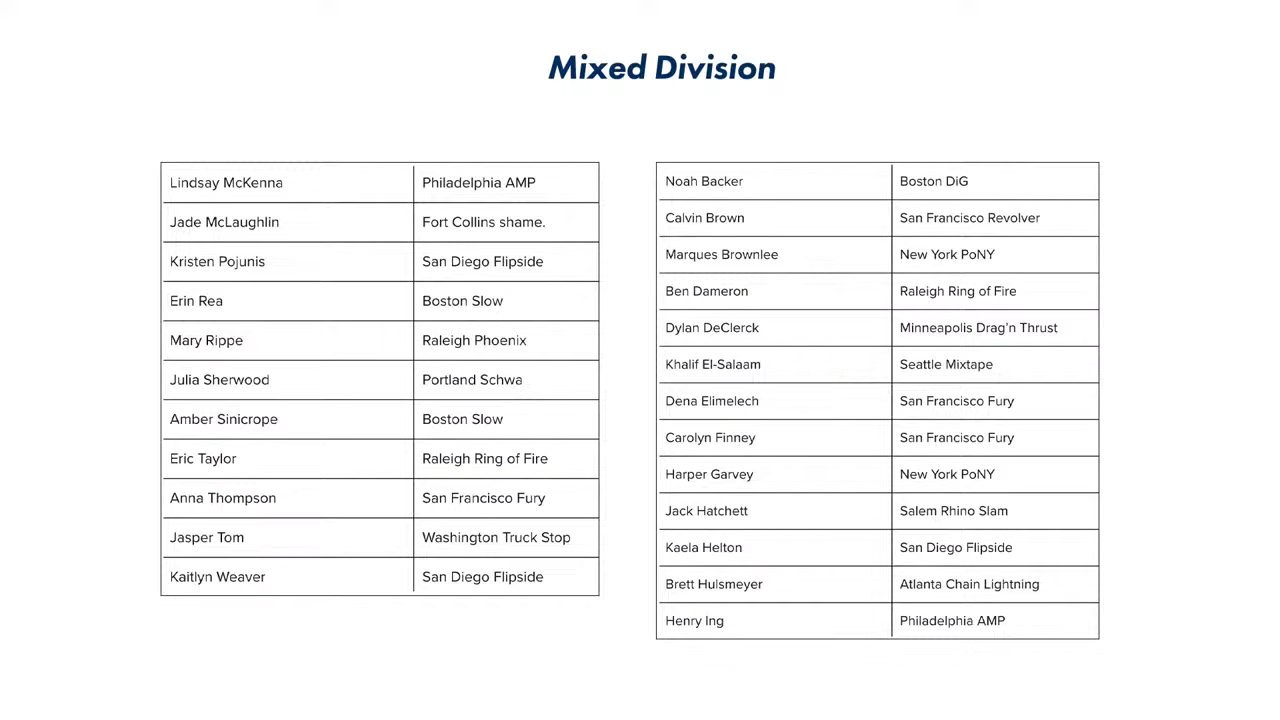 Mixed Division
Lindsay McKenna Philadelphia AMP
Jade McLaughlin Fort Collins shame.
Kristen Pojunis San Diego Flipside
Erin Rea Boston Slow
Mary Rippe Raleigh Phoenix
Julia Sherwood Portland Schwa
Amber Sinicrope Boston Slow
Eric Taylor Raleigh Ring of Fire
Anna Thompson San Francisco Fury
Jasper Tom Washington Truck Stop
Kaitlyn Weaver San Diego Flipside
Noah Backer Boston DiG
Calvin Brown San Francisco Revolver
Marques Brownlee New York PoNY
Ben Dameron Raleigh Ring of Fire
Dylan DeClerck Minneapolis Drag'n Thrust
Khalif El-Salaam Seattle Mixtape
Dena Elimelech San Francisco Fury
Carolyn Finney San Francisco Fury
Harper Garvey New York PoNY
Jack Hatchett Salem Rhino Slam
Kaela Helton San Diego Flipside
Brett Hulsmeyer Atlanta Chain Lightning
Henry Ing Philadelphia AMP